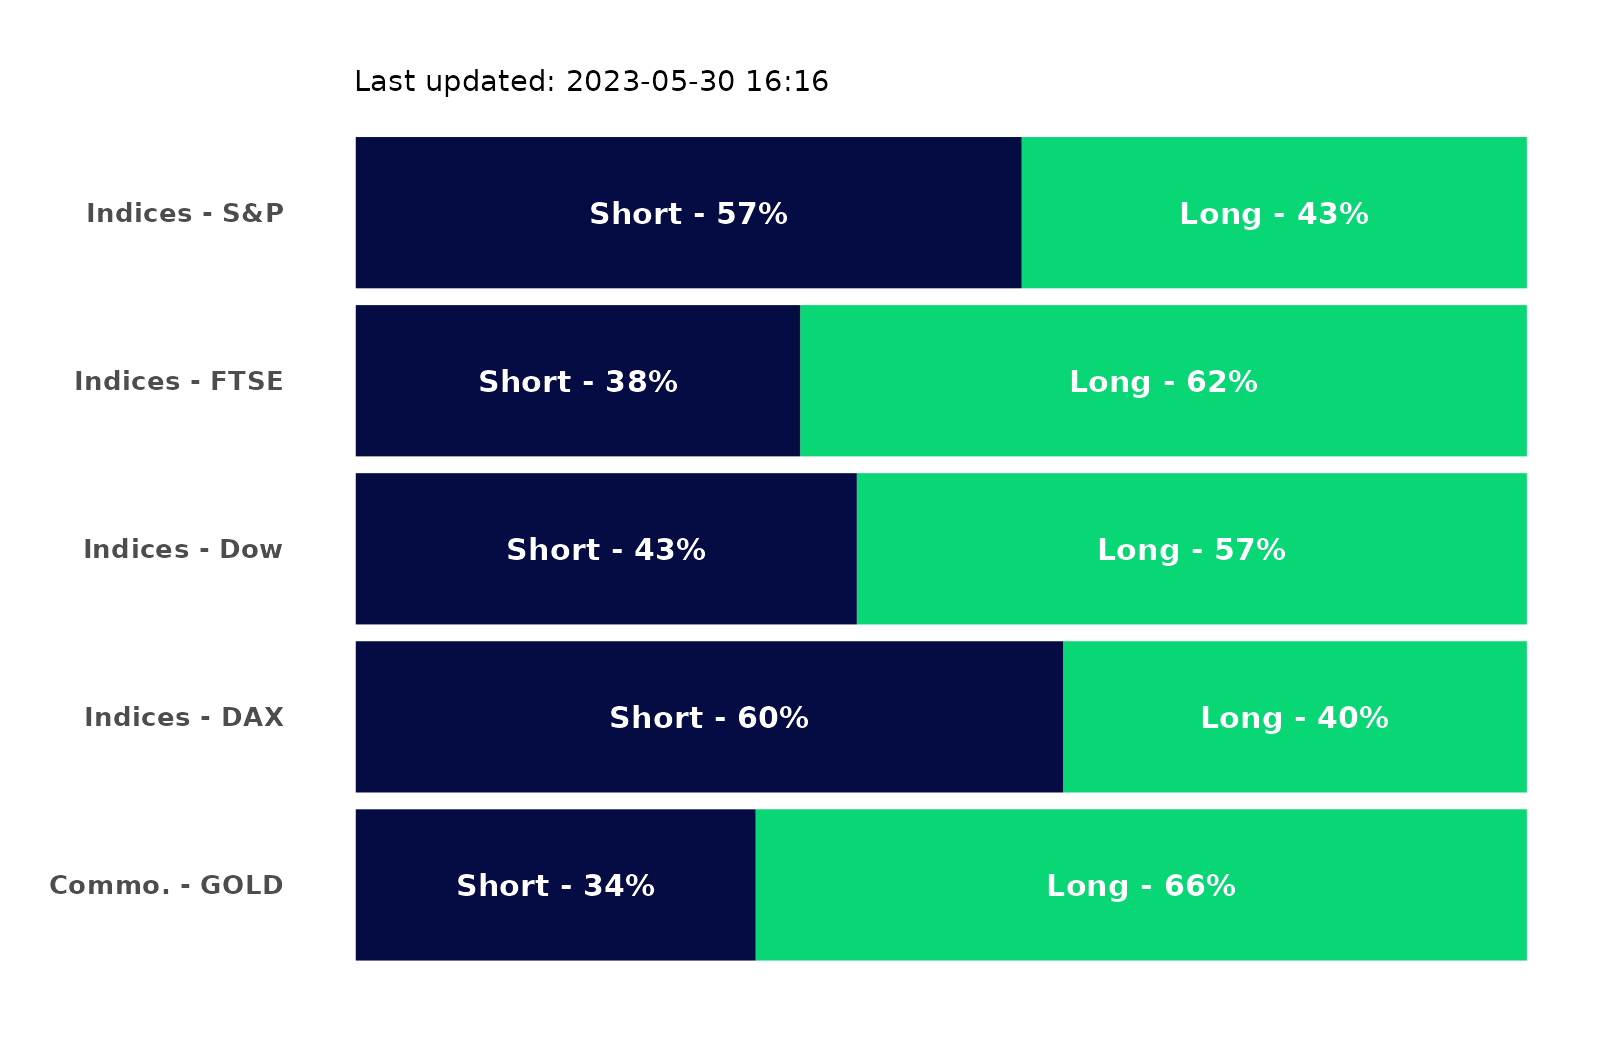 Last updated: 2023-05-30 16:16
Indices - S&P Short - 57% Long - 43%
Indices - FTSE Short - 38% Long - 62%
Indices - Dow Short - 43% Long - 57%
Indices - DAX Short - 60% Long - 40%
Commo. - GOLD Short - 34% Long - 66%